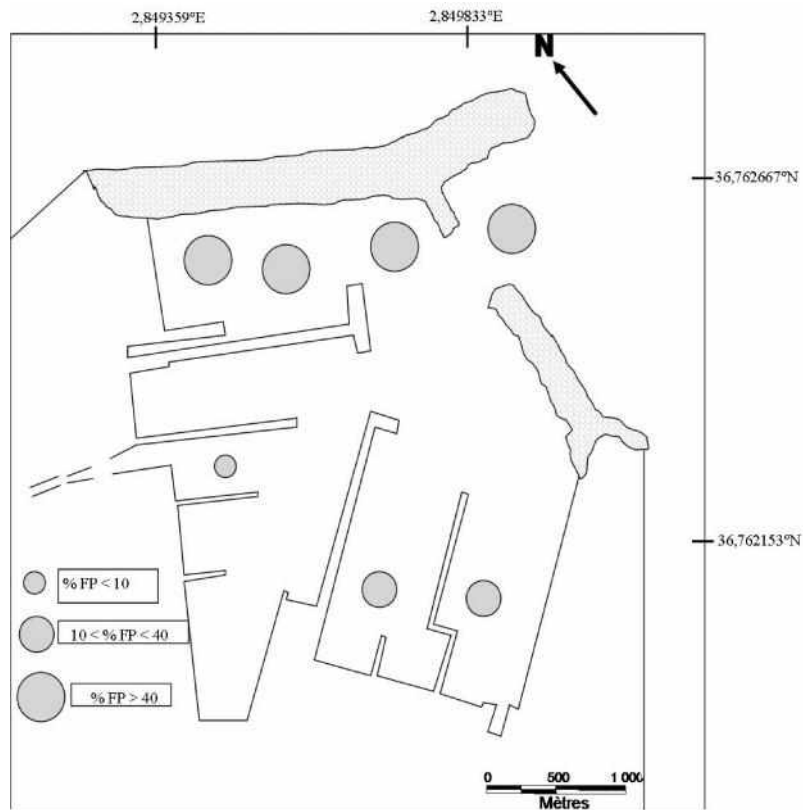 2,849359°E 2,849833°E
N
36,762667°N
36,762153°N
% FP < 10
10 < % FP < 40
% FP > 40
0 500 1 000
Mètres